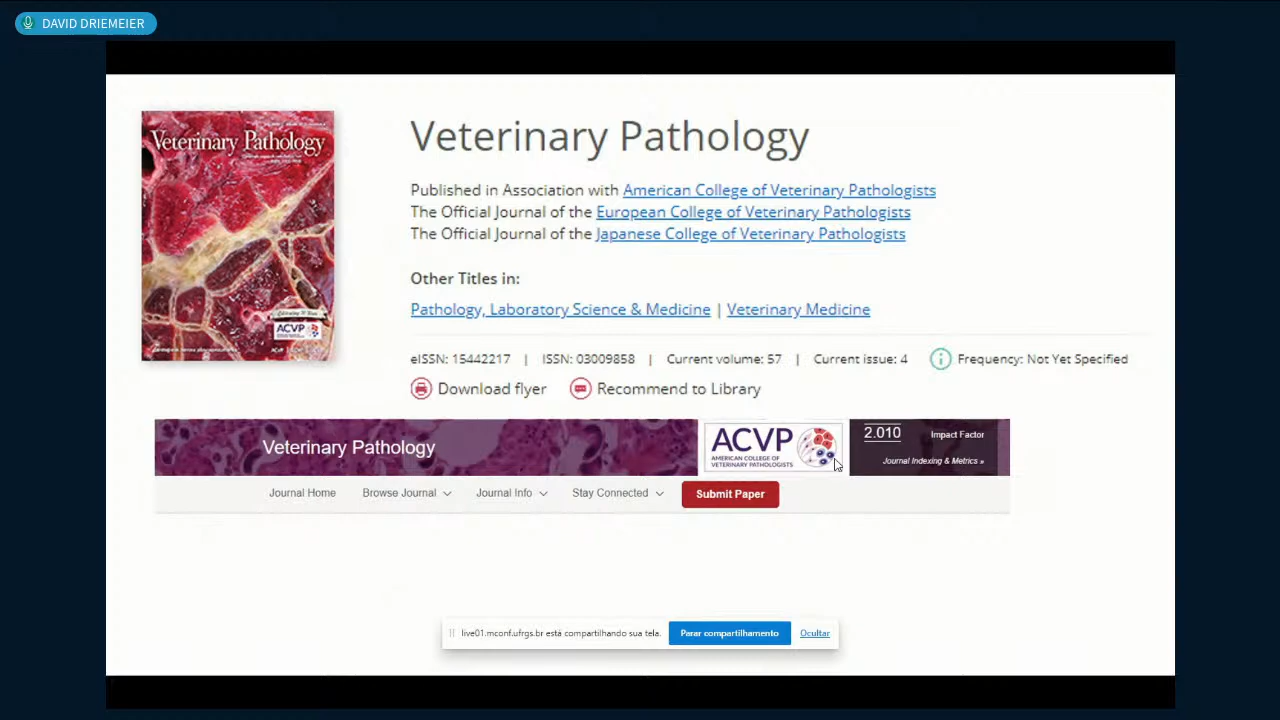 DAVID DRIEMEIER
Veterinary Pathology
ACVP
Veterinary Pathology
Published in Association with American College of Veterinary Pathologists
The Official Journal of the European College of Veterinary Pathologists
The Official Journal of the Japanese College of Veterinary Pathologists
Other Titles in:
Pathology, Laboratory Science & Medicine | Veterinary Medicine
eISSN: 15442217 | ISSN: 03009858 | Current volume: 57 | Current issue: 4 Frequency: Not Yet Specified
Download flyer Recommend to Library
Veterinary Pathology
ACVP
AMERICAN COLLEGE OF
VETERINARY PATHOLOGISTS
2.010 Impact Factor
Journal Indexing & Metrics »
Journal Home Browse Journal Journal Info Stay Connected Submit Paper
live01.mconf.ufrgs.br está compartilhando sua tela. Parar compartilhamento Ocultar